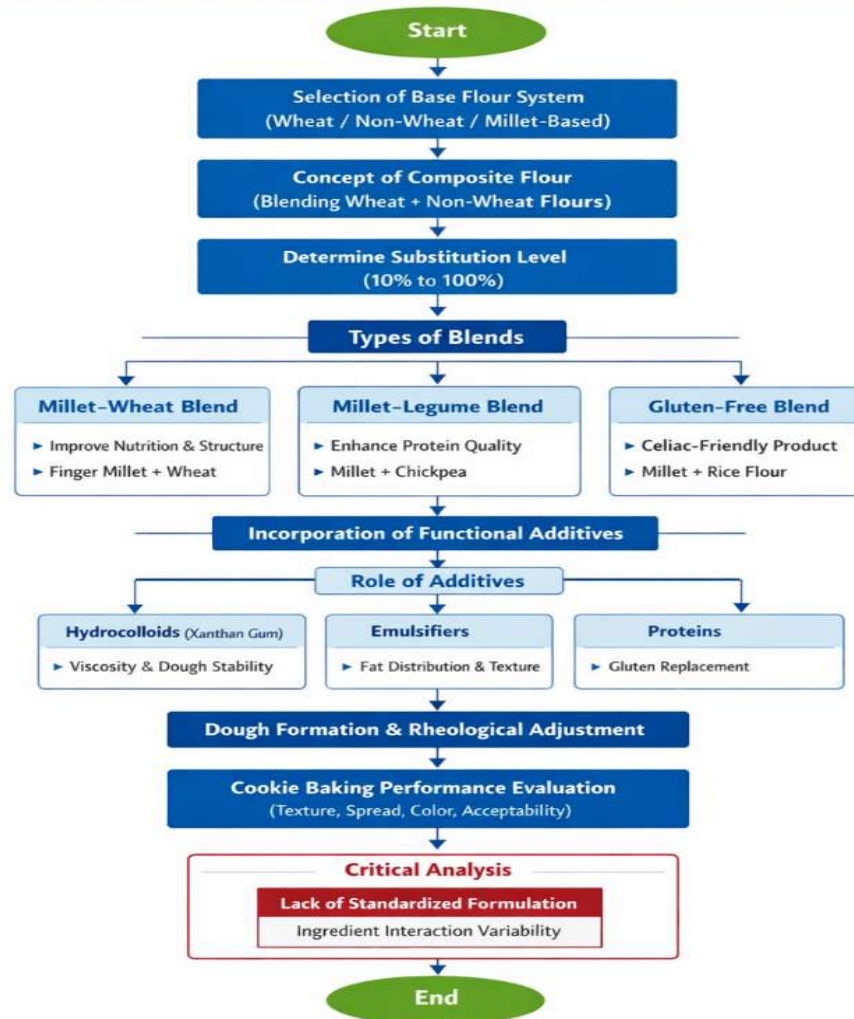 Start
Selection of Base Flour System
(Wheat / Non-Wheat / Millet-Based)
Concept of Composite Flour
(Blending Wheat + Non-Wheat Flours)
Determine Substitution Level
(10% to 100%)
Types of Blends
Millet-Wheat Blend
► Improve Nutrition & Structure
► Finger Millet + Wheat
Millet-Legume Blend
► Enhance Protein Quality
► Millet + Chickpea
Gluten-Free Blend
► Celiac-Friendly Product
► Millet + Rice Flour
Incorporation of Functional Additives
Role of Additives
Hydrocolloids (Xanthan Gum)
► Viscosity & Dough Stability
Emulsifiers
► Fat Distribution & Texture
Proteins
► Gluten Replacement
Dough Formation & Rheological Adjustment
Cookie Baking Performance Evaluation
(Texture, Spread, Color, Acceptability)
Critical Analysis
Lack of Standardized Formulation
Ingredient Interaction Variability
End